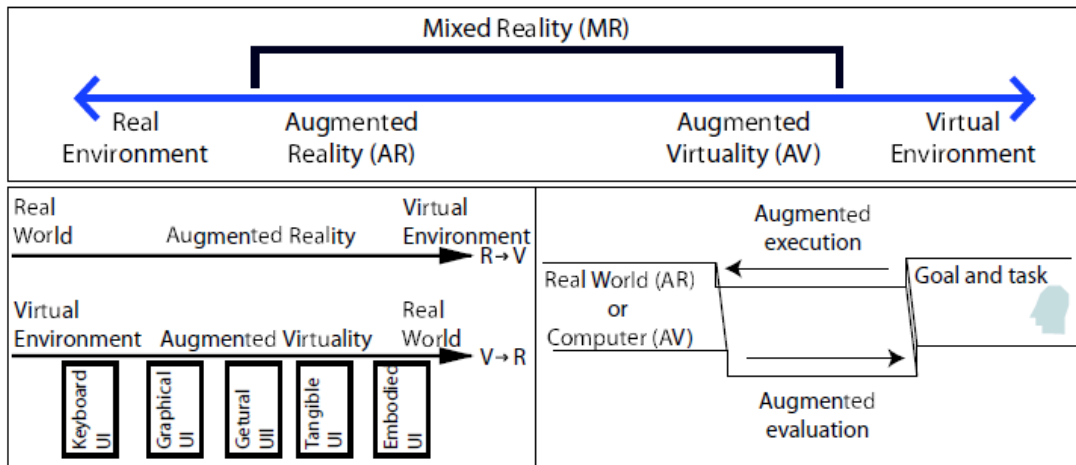 Mixed Reality (MR)
Real
Environment
Augmented
Reality (AR)
Augmented
Virtuality (AV)
Virtual
Environment
Real
World
Augmented Reality
Virtual
Environment
R→V
Virtual
Environment
Augmented Virtuality
Real
World
V→R
Keyboard
UI
Graphical
UI
Getural
UII
Tangible
UI
Embodied
UI
Augmented
execution
Real World (AR)
or
Computer (AV)
Goal and task
Augmented
evaluation